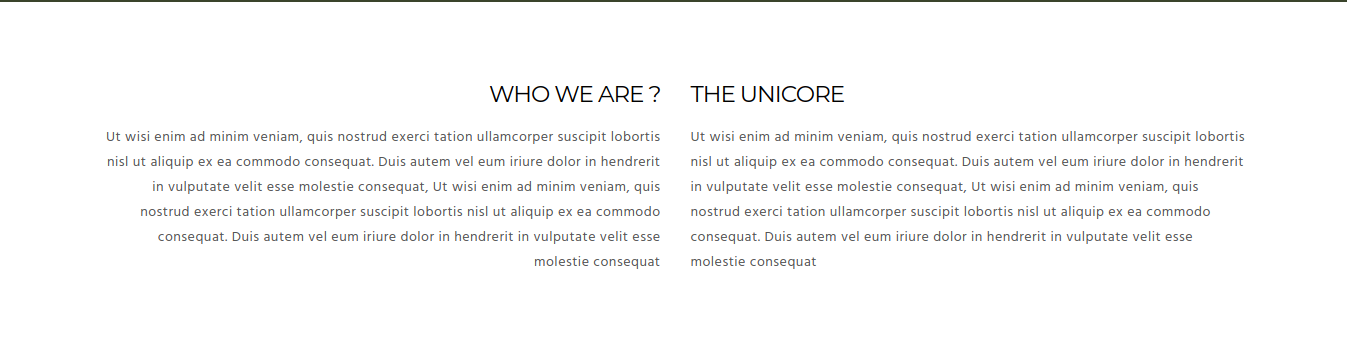 WHO WE ARE ?
Ut wisi enim ad minim veniam, quis nostrud exerci tation ullamcorper suscipit lobortis
nisl ut aliquip ex ea commodo consequat. Duis autem vel eum iriure dolor in hendrerit
in vulputate velit esse molestie consequat, Ut wisi enim ad minim veniam, quis
nostrud exerci tation ullamcorper suscipit lobortis nisl ut aliquip ex ea commodo
consequat. Duis autem vel eum iriure dolor in hendrerit in vulputate velit esse
molestie consequat
THE UNICORE
Ut wisi enim ad minim veniam, quis nostrud exerci tation ullamcorper suscipit lobortis
nisl ut aliquip ex ea commodo consequat. Duis autem vel eum iriure dolor in hendrerit
in vulputate velit esse molestie consequat, Ut wisi enim ad minim veniam, quis
nostrud exerci tation ullamcorper suscipit lobortis nisl ut aliquip ex ea commodo
consequat. Duis autem vel eum iriure dolor in hendrerit in vulputate velit esse
molestie consequat